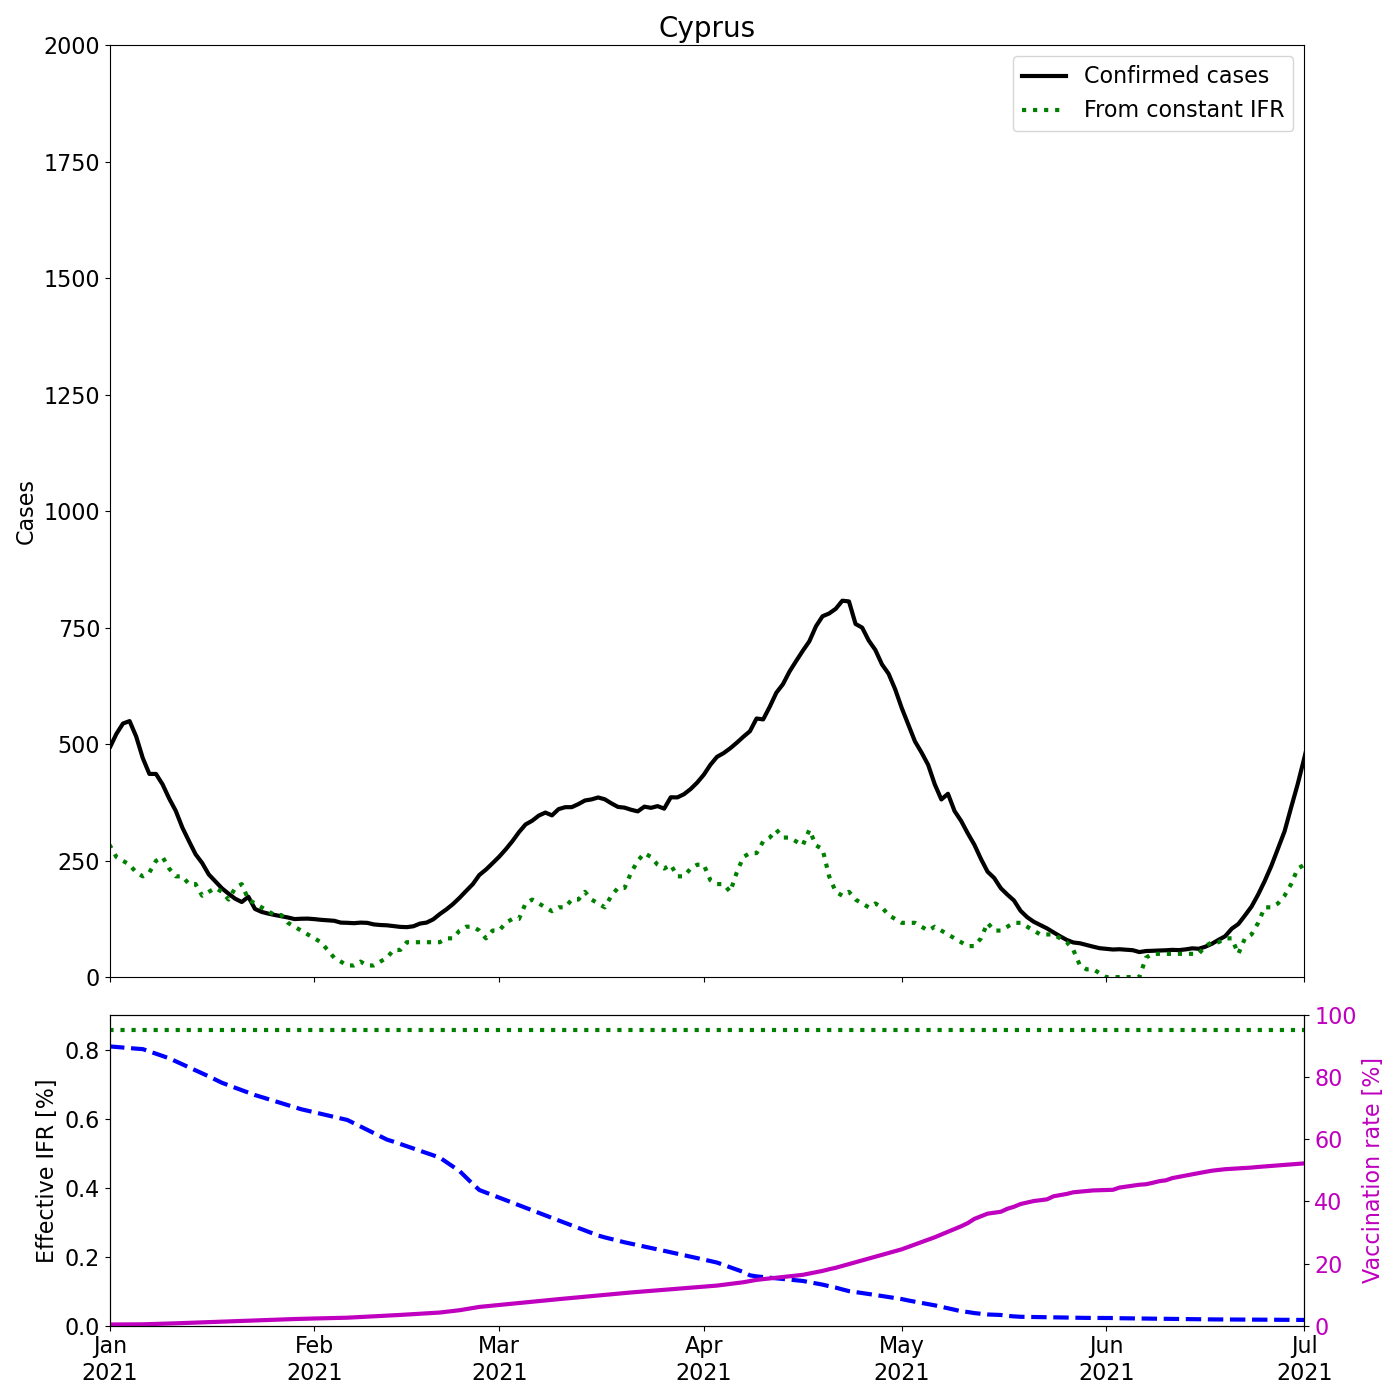 Cyprus
2000
1750
1500
1250
1000
750
500
250
0
Cases
Confirmed cases
From constant IFR
0.8
0.6
0.4
0.2
0.0
Effective IFR [%]
100
80
60
40
20
0
Vaccination rate [%]
Jan Feb Mar Apr May Jun Jul
2021 2021 2021 2021 2021 2021 2021